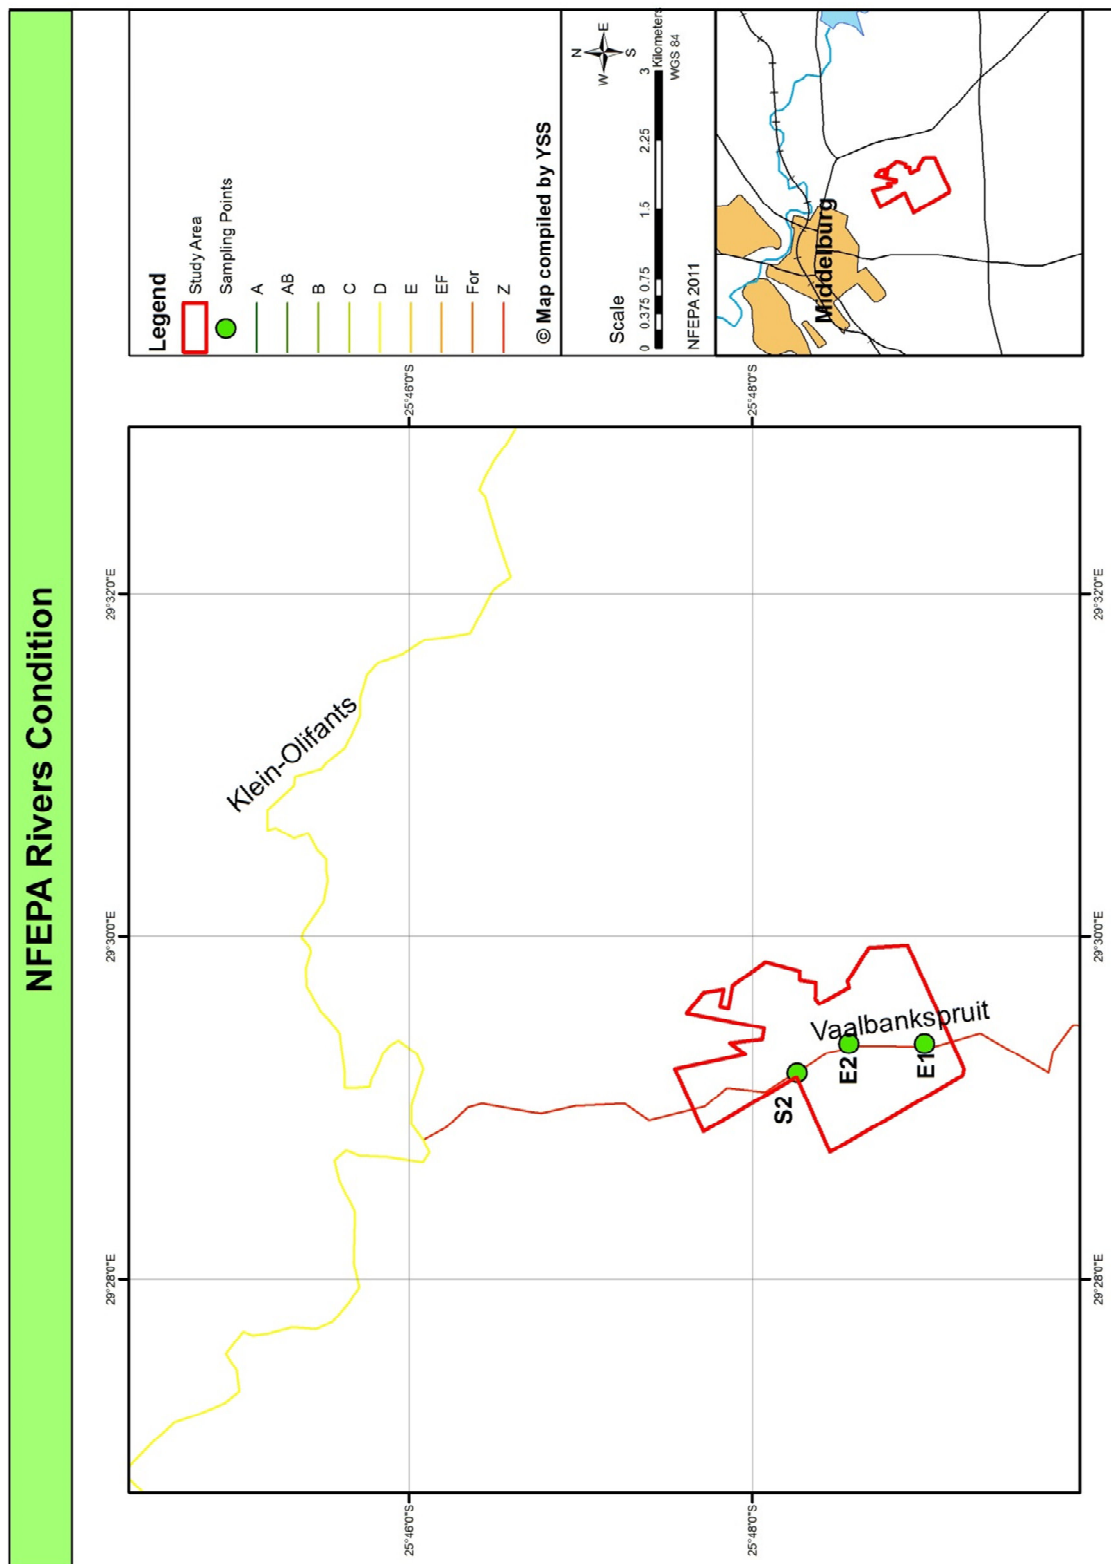 NFEPA Rivers Condition
29°28'0"E
29°30'0"E
29°32'0"E
25°46'0"S
25°46'0"S
25°48'0"S
25°48'0"S
Klein-Olifants
Vaalbankspruit
S2
E2
E1
29°28'0"E
29°30'0"E
29°32'0"E
Legend
Study Area
Sampling Points
A
AB
B
C
D
E
EF
For
Z
© Map compiled by YSS
N
W
E
S
Scale
0 0.375 0.75 1.5 2.25 3
Kilometers
NFEPA 2011
WGS 84
Middelburg